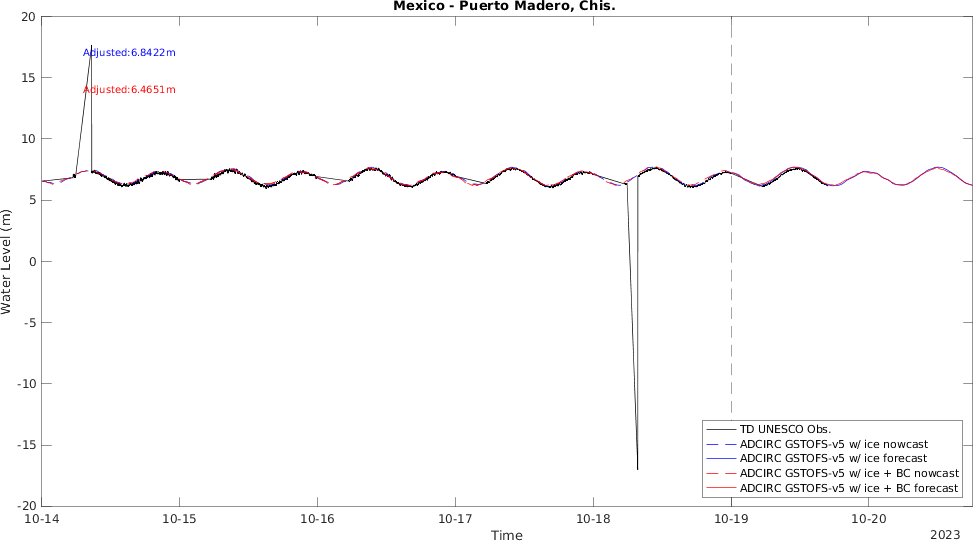 Mexico - Puerto Madero, Chis.
20
Adjusted:6.8422m
15
Adjusted:6.4651m
10
5
0
-5
-10
-15
-20
Water Level (m)
TD UNESCO Obs.
ADCIRC GSTOFS-v5 w/ ice nowcast
ADCIRC GSTOFS-v5 w/ ice forecast
ADCIRC GSTOFS-v5 w/ ice + BC nowcast
ADCIRC GSTOFS-v5 w/ ice + BC forecast
10-14
10-15
10-16
10-17
10-18
10-19
10-20
Time
2023